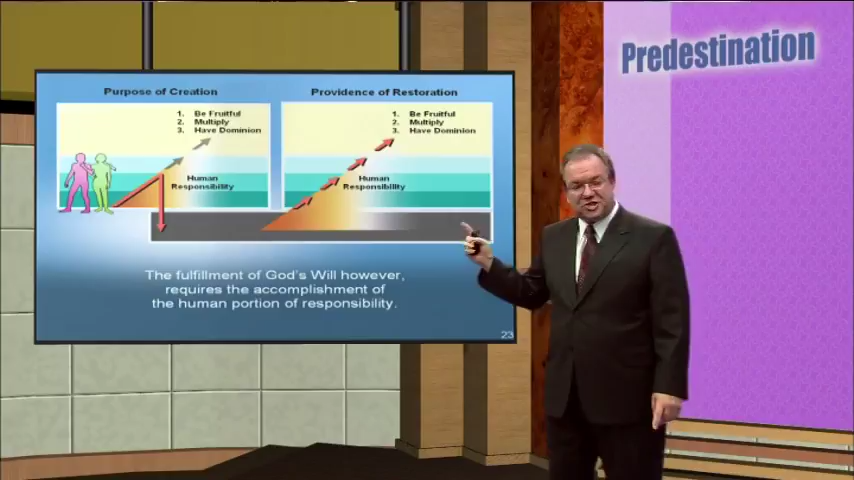 Predestination
Purpose of Creation
1. Be Fruitful
2. Multiply
3. Have Dominion
Human
Responsibility
Providence of Restoration
1. Be Fruitful
2. Multiply
3. Have Dominion
Human
Responsibility
The fulfillment of God's Will however,
requires the accomplishment of
the human portion of responsibility.
23